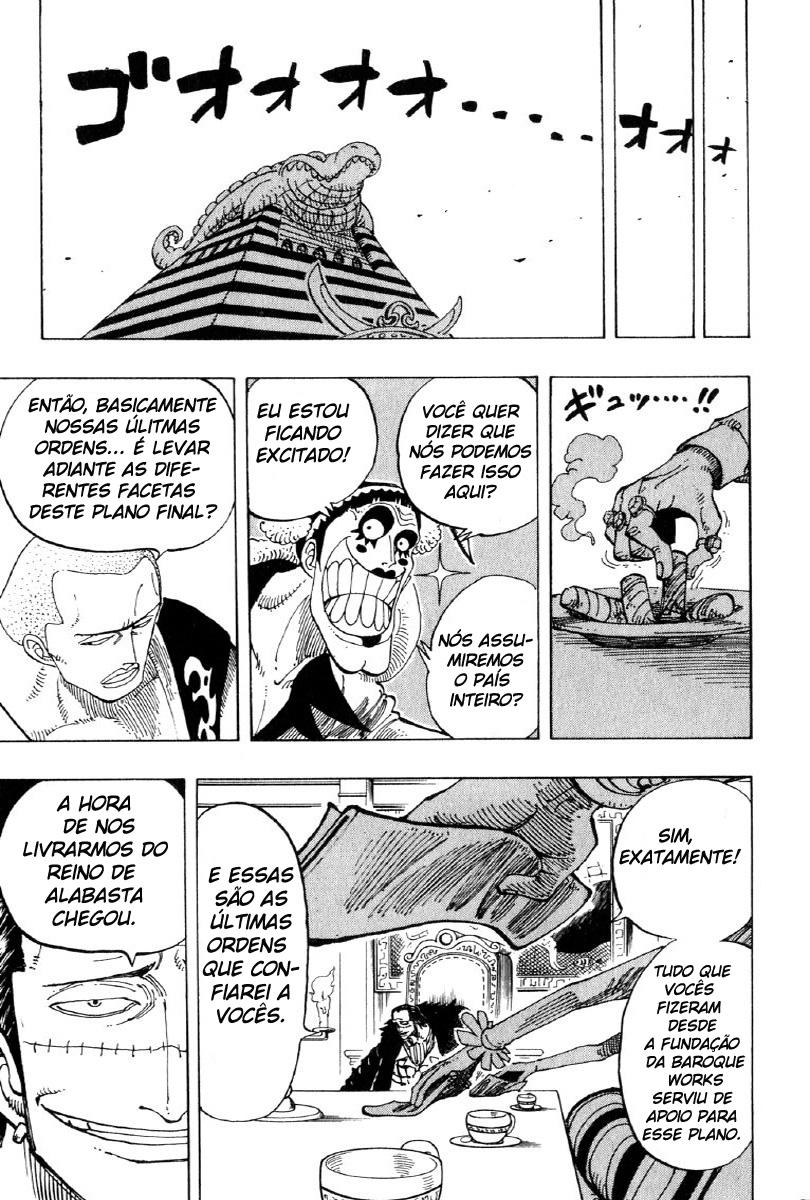 ゴオオオオ.....
オオオ
ギュッ....!!
VOCÊ QUER
DIZER QUE
NÓS PODEMOS
FAZER ISSO
AQUI?
EU ESTOU
FICANDO
EXCITADO!
NÓS ASSU-
MIREMOS
O PAÍS
INTEIRO?
ENTÃO, BASICAMENTE
NOSSAS ÚLITMAS
ORDENS... É LEVAR
ADIANTE AS DIFE-
RENTES FACETAS
DESTE PLANO FINAL?
SIM,
EXATAMENTE!
TUDO QUE
VOCÊS
FIZERAM
DESDE
A FUNDAÇÃO
DA BAROQUE
WORKS
SERVIU DE
APOIO PARA
ESSE PLANO.
E ESSAS
SÃO AS
ÚLTIMAS
ORDENS
QUE CON-
FIAREI A
VOCÊS.
A HORA
DE NOS
LIVRARMOS DO
REINO DE
ALABASTA
CHEGOU.